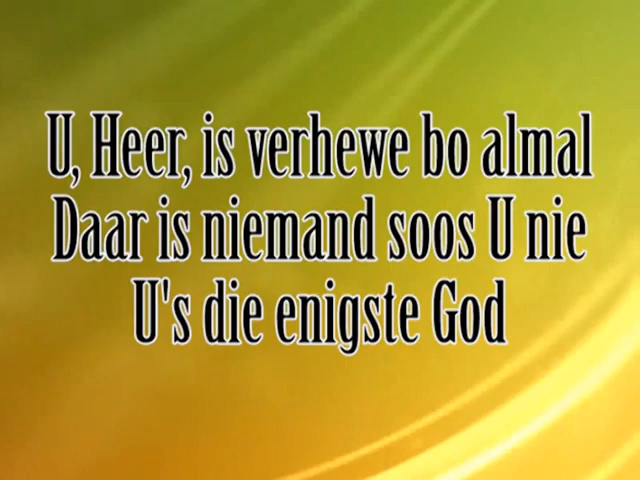 U, Heer, is verhewe bo almal
Daar is niemand soos U nie
U's die enigste God